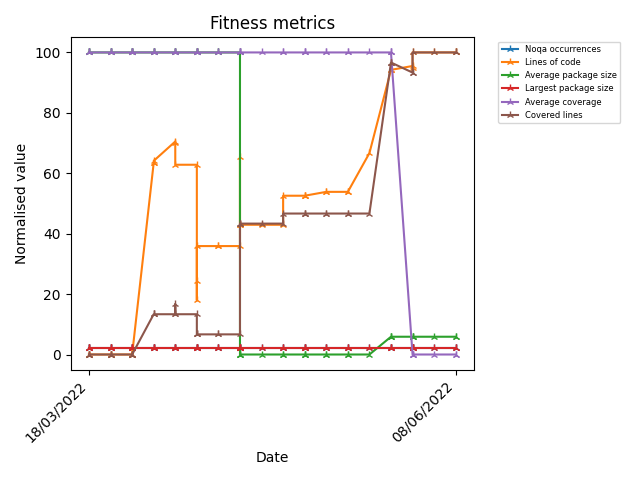 Fitness metrics
Normalised value
100
80
60
40
20
0
18/03/2022
08/06/2022
Date
Noqa occurrences
Lines of code
Average package size
Largest package size
Average coverage
Covered lines